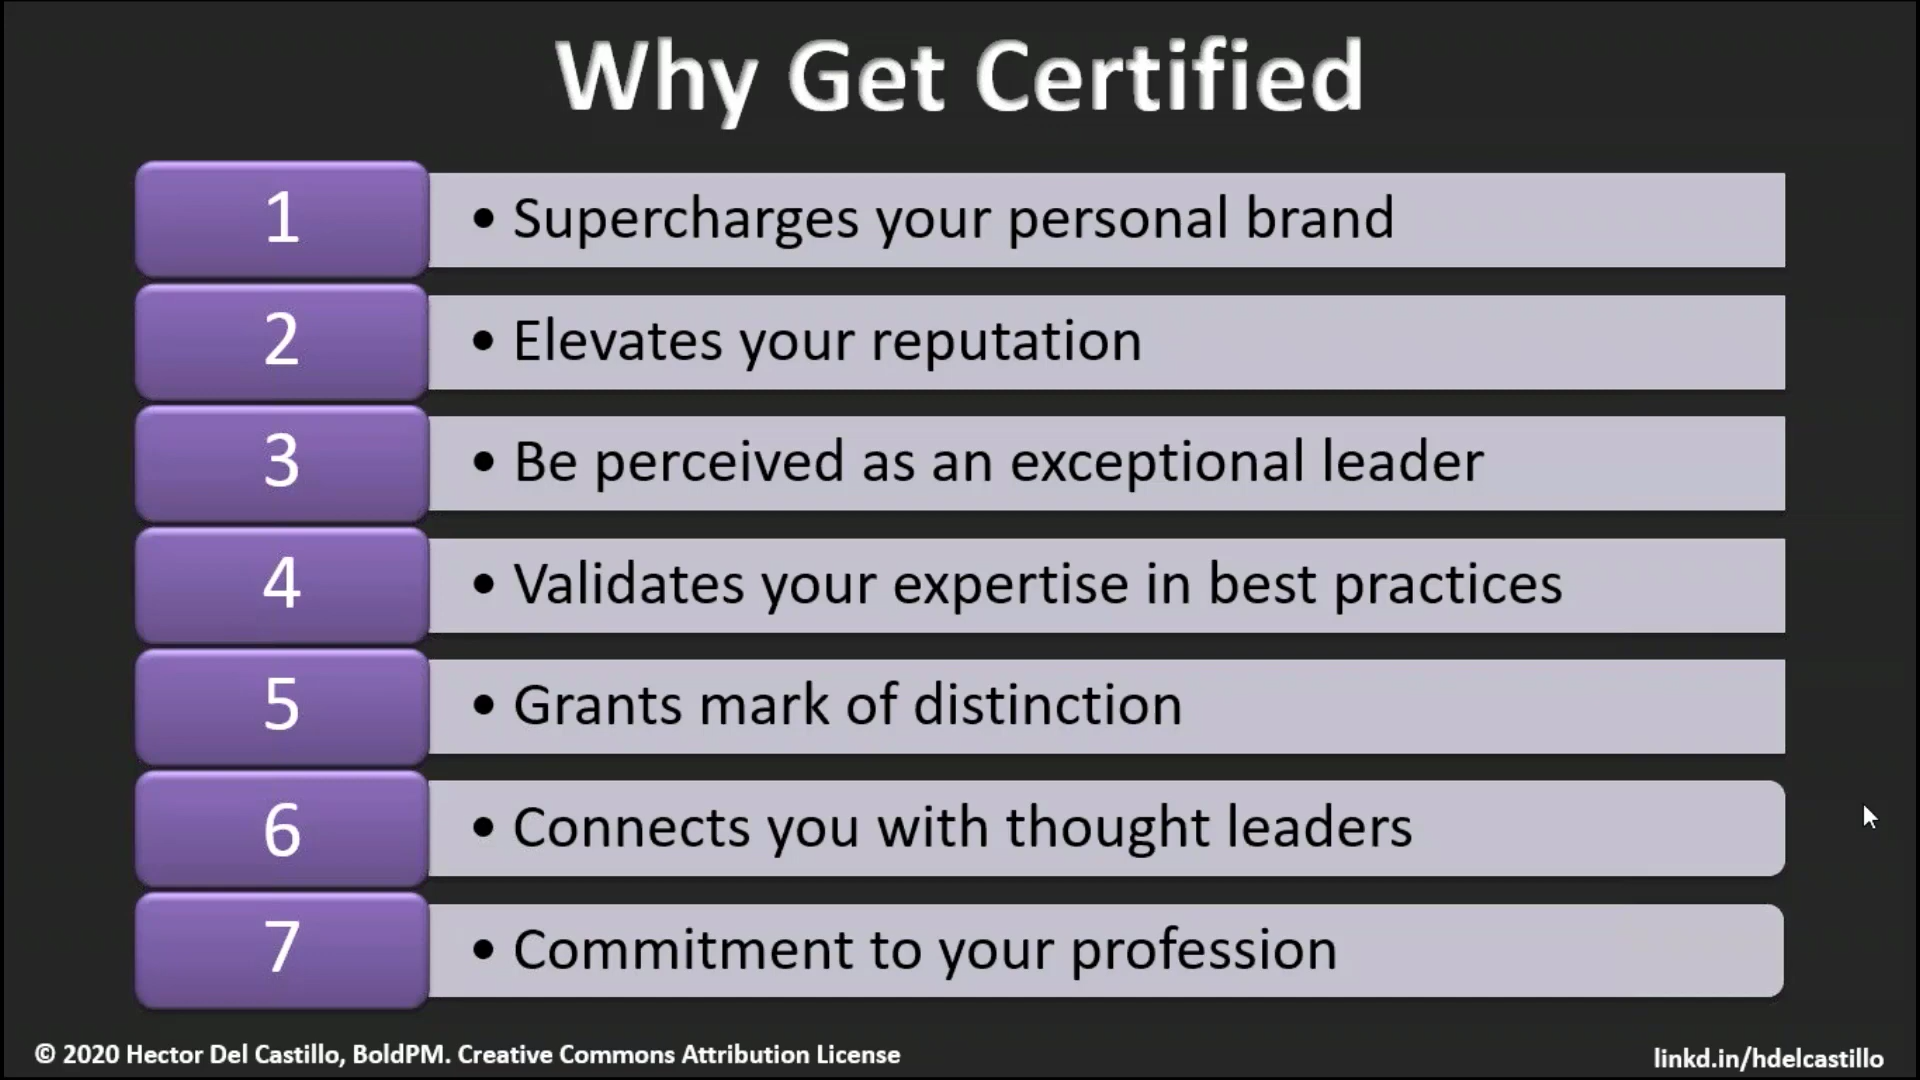 Why Get Certified
1
• Supercharges your personal brand
2
• Elevates your reputation
3
• Be perceived as an exceptional leader
4
• Validates your expertise in best practices
5
• Grants mark of distinction
6
• Connects you with thought leaders
7
• Commitment to your profession
© 2020 Hector Del Castillo, BoldPM. Creative Commons Attribution License
linkd.in/hdelcastillo